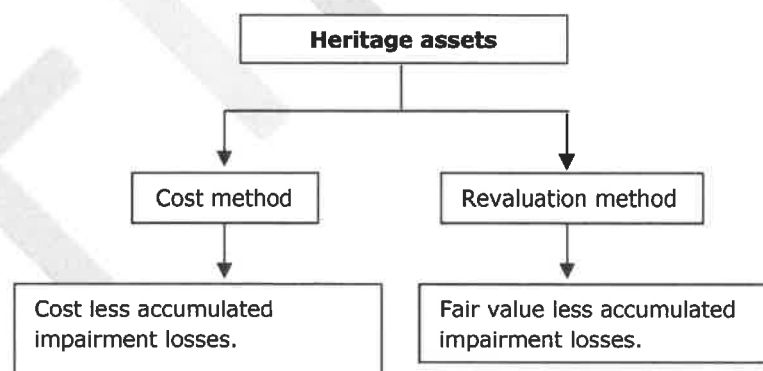 Heritage assets
Cost method
Revaluation method
Cost less accumulated
impairment losses.
Fair value less accumulated
impairment losses.